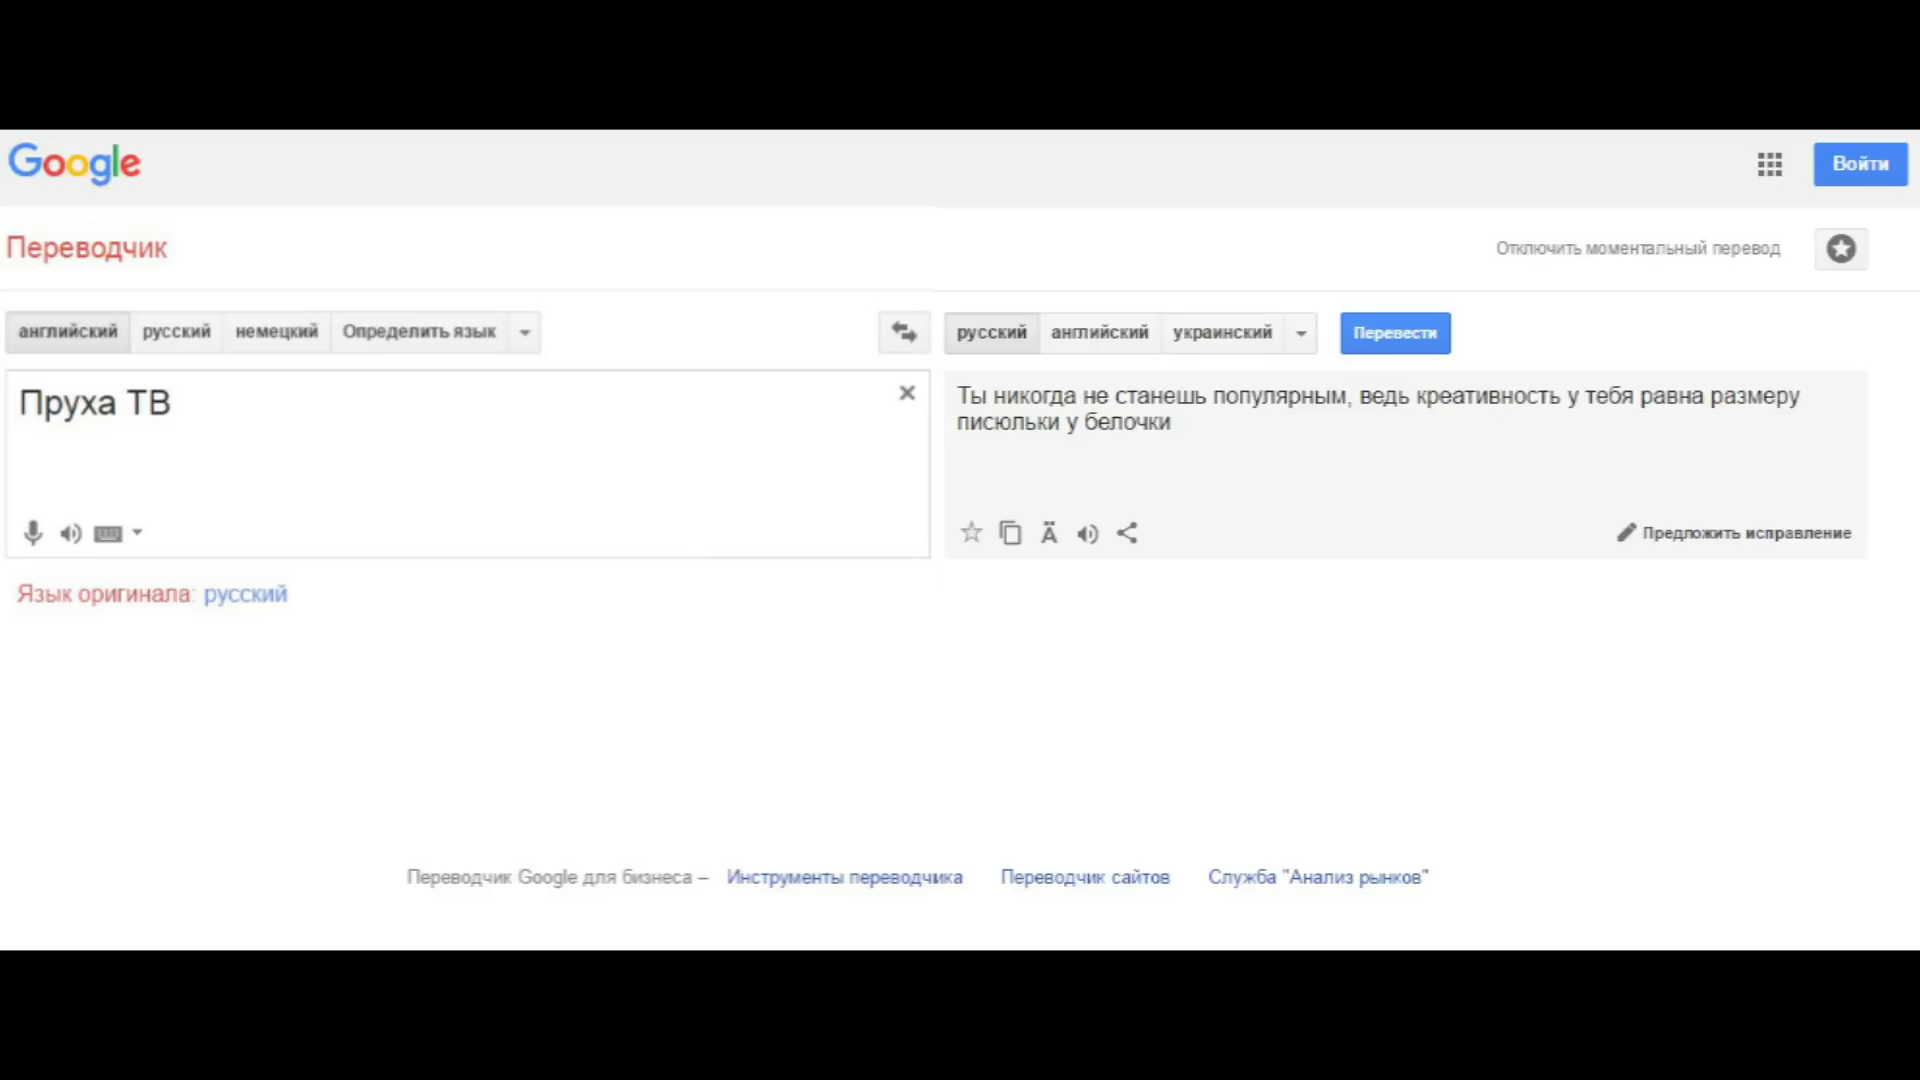 Google
Войти
Переводчик
Отключить моментальный перевод
английский русский немецкий Определить язык
русский английский украинский Перевести
Пруха ТВ
Ты никогда не станешь популярным, ведь креативность у тебя равна размеру
писюльки у белочки
Ä
Предложить исправление
Язык оригинала: русский
Переводчик Google для бизнеса – Инструменты переводчика Переводчик сайтов Служба "Анализ рынков"